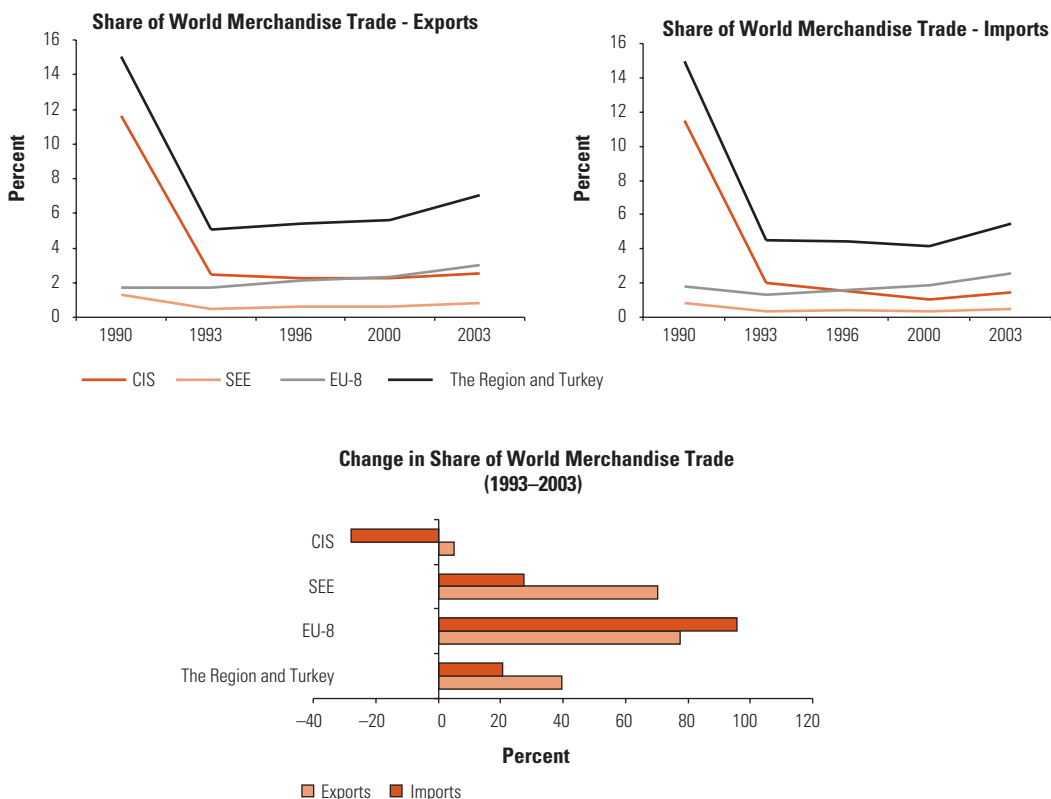 Share of World Merchandise Trade - Exports
Percent
16
14
12
10
8
6
4
2
0
1990 1993 1996 2000 2003
Share of World Merchandise Trade - Imports
Percent
16
14
12
10
8
6
4
2
0
1990 1993 1996 2000 2003
CIS SEE EU-8 The Region and Turkey
Change in Share of World Merchandise Trade
(1993–2003)
CIS
SEE
EU-8
The Region and Turkey
–40 –20 0 20 40 60 80 100 120
Percent
Exports Imports